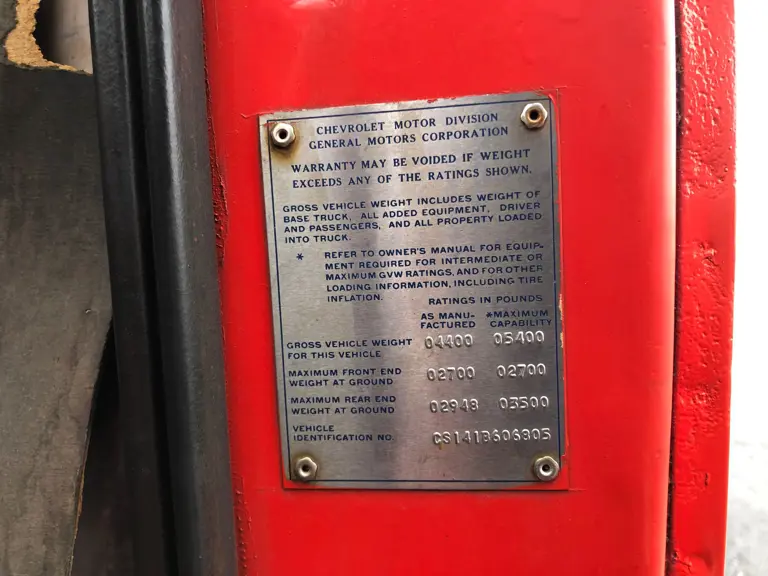 CHEVROLET MOTOR DIVISION
GENERAL MOTORS CORPORATION
WARRANTY MAY BE VOIDED IF WEIGHT
EXCEEDS ANY OF THE RATINGS SHOWN.
GROSS VEHICLE WEIGHT INCLUDES WEIGHT OF
BASE TRUCK, ALL ADDED EQUIPMENT, DRIVER
AND PASSENGERS, AND ALL PROPERTY LOADED
INTO TRUCK.
* REFER TO OWNER'S MANUAL FOR EQUIP-
MENT REQUIRED FOR INTERMEDIATE OR
MAXIMUM GVW RATINGS, AND FOR OTHER
LOADING INFORMATION, INCLUDING TIRE
INFLATION.
RATINGS IN POUNDS
AS MANU- *MAXIMUM
FACTURED CAPABILITY
GROSS VEHICLE WEIGHT 04400 05400
FOR THIS VEHICLE
MAXIMUM FRONT END 02700 02700
WEIGHT AT GROUND
MAXIMUM REAR END 02948 03500
WEIGHT AT GROUND
VEHICLE
IDENTIFICATION NO. CS141B606805